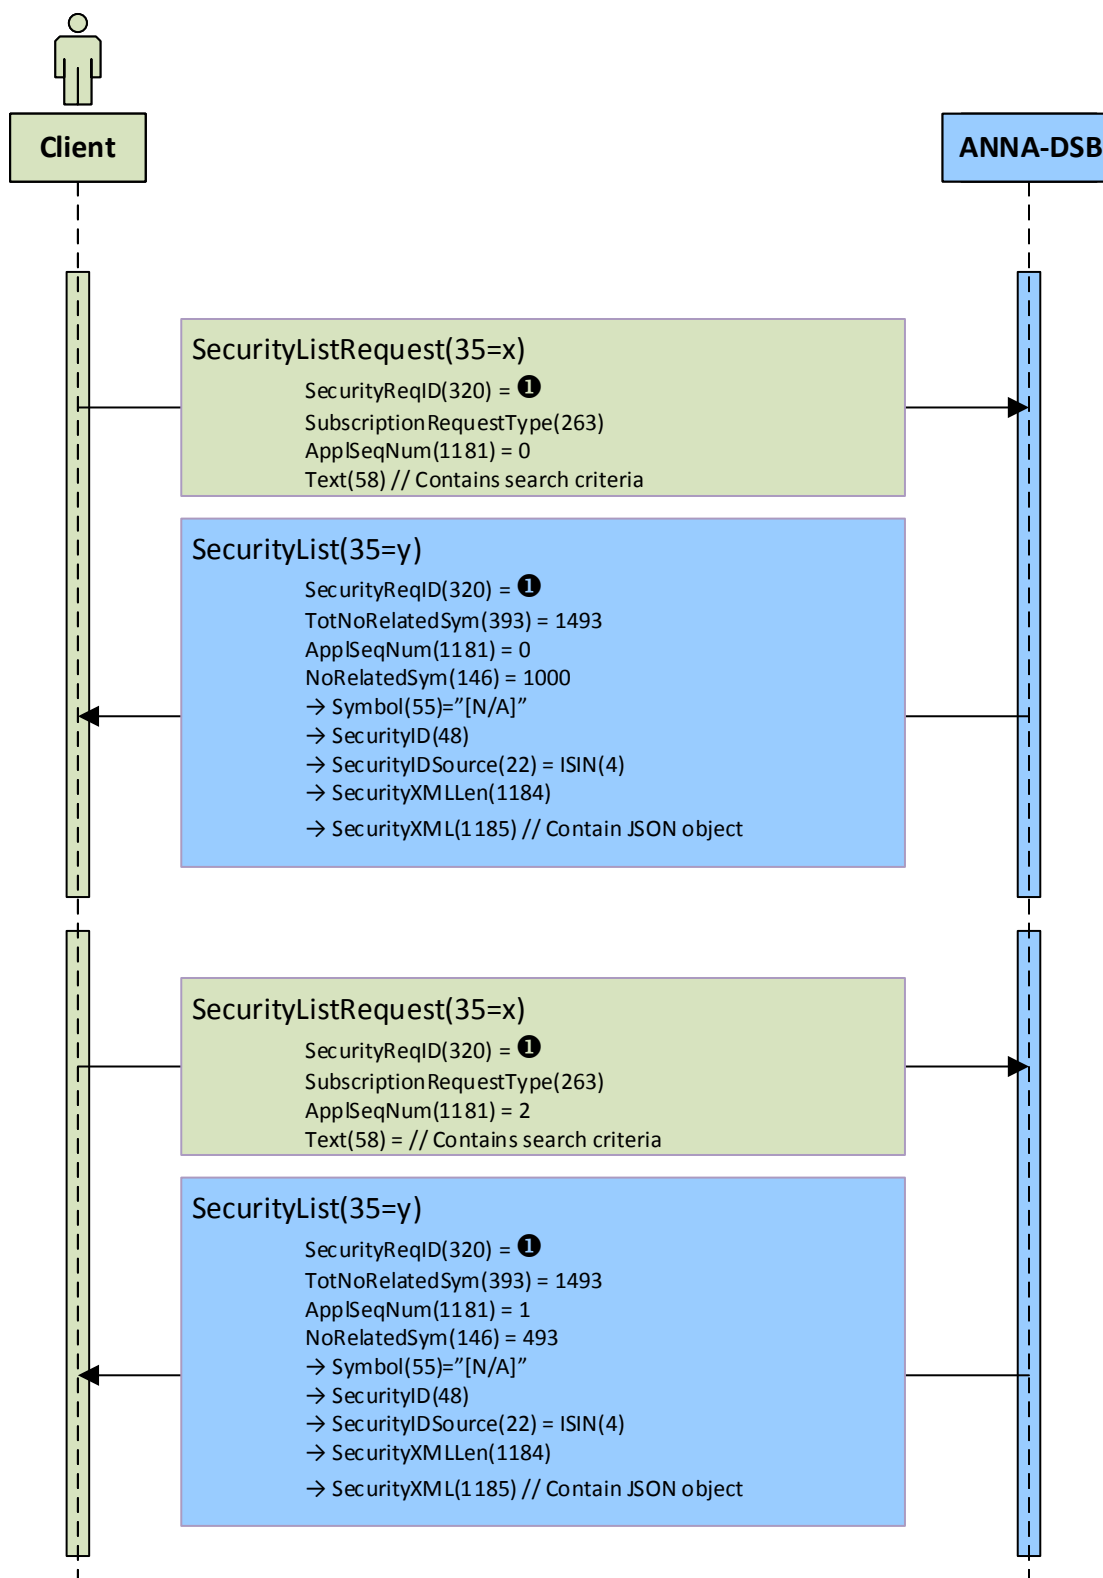 Client
ANNA-DSB
SecurityListRequest(35=x)
SecurityReqID(320) = ❶
SubscriptionRequestType(263)
ApplSeqNum(1181) = 0
Text(58) // Contains search criteria
SecurityList(35=y)
SecurityReqID(320) = ❶
TotNoRelatedSym(393) = 1493
ApplSeqNum(1181) = 0
NoRelatedSym(146) = 1000
→ Symbol(55)=”[N/A]”
→ SecurityID(48)
→ SecurityIDSource(22) = ISIN(4)
→ SecurityXMLLen(1184)
→ SecurityXML(1185) // Contain JSON object
SecurityListRequest(35=x)
SecurityReqID(320) = ❶
SubscriptionRequestType(263)
ApplSeqNum(1181) = 2
Text(58) = // Contains search criteria
SecurityList(35=y)
SecurityReqID(320) = ❶
TotNoRelatedSym(393) = 1493
ApplSeqNum(1181) = 1
NoRelatedSym(146) = 493
→ Symbol(55)=”[N/A]”
→ SecurityID(48)
→ SecurityIDSource(22) = ISIN(4)
→ SecurityXMLLen(1184)
→ SecurityXML(1185) // Contain JSON object